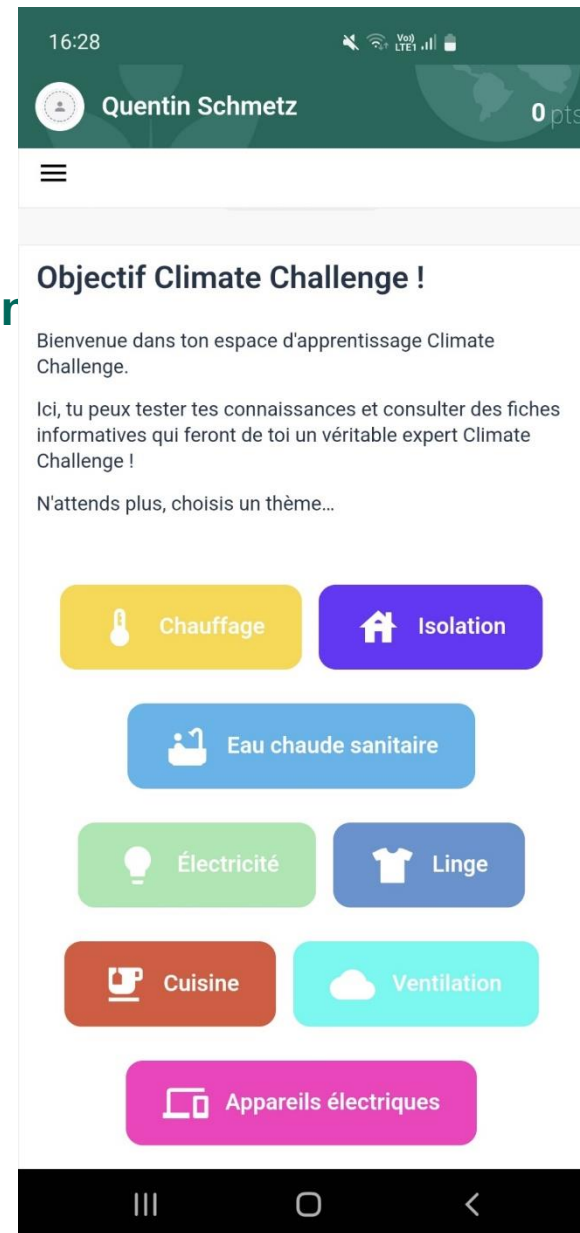 16:28
Vo))
LTE1
Quentin Schmetz
0 pts
Objectif Climate Challenge !
r
Bienvenue dans ton espace d'apprentissage Climate
Challenge.
Ici, tu peux tester tes connaissances et consulter des fiches
informatives qui feront de toi un véritable expert Climate
Challenge !
N'attends plus, choisis un thème…
Chauffage
Isolation
Eau chaude sanitaire
Électricité
Linge
Cuisine
Ventilation
Appareils électriques